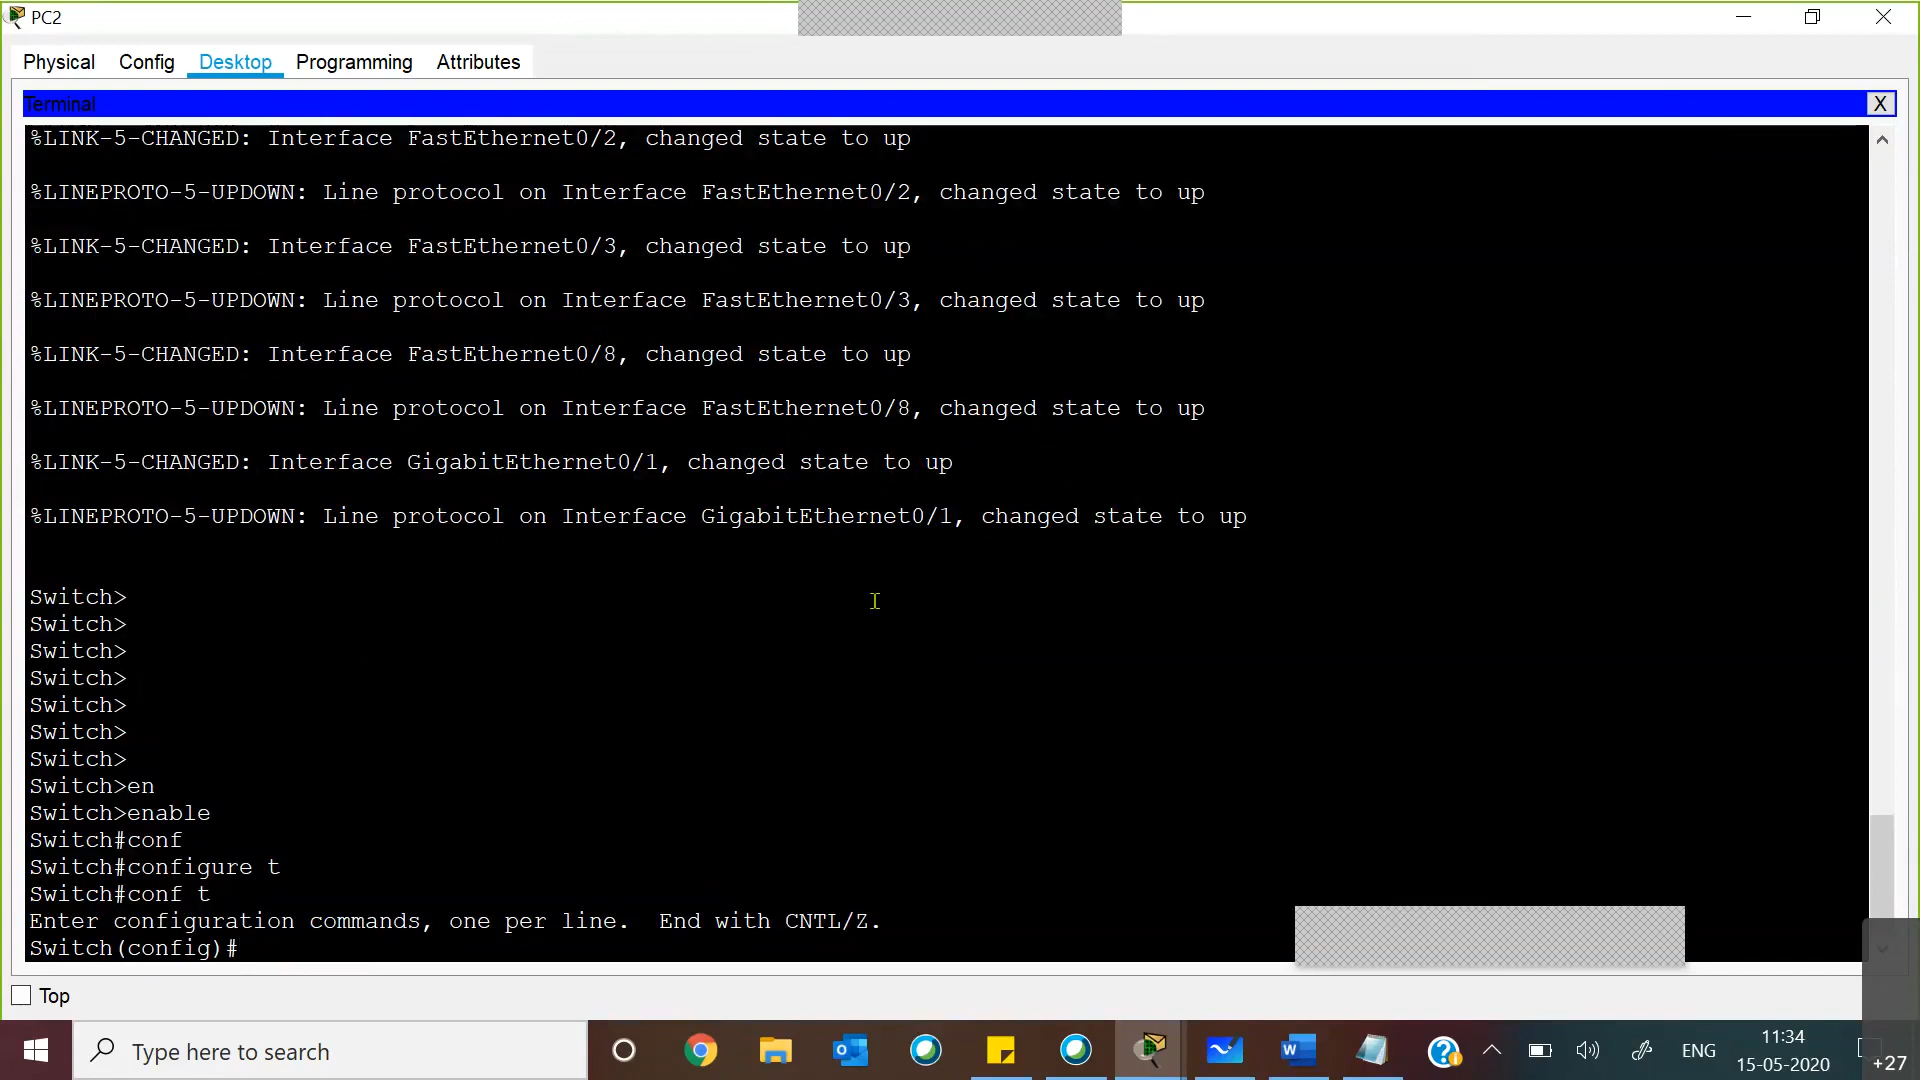 PC2
Physical Config Desktop Programming Attributes
Terminal X
%LINK-5-CHANGED: Interface FastEthernet0/2, changed state to up
%LINEPROTO-5-UPDOWN: Line protocol on Interface FastEthernet0/2, changed state to up
%LINK-5-CHANGED: Interface FastEthernet0/3, changed state to up
%LINEPROTO-5-UPDOWN: Line protocol on Interface FastEthernet0/3, changed state to up
%LINK-5-CHANGED: Interface FastEthernet0/8, changed state to up
%LINEPROTO-5-UPDOWN: Line protocol on Interface FastEthernet0/8, changed state to up
%LINK-5-CHANGED: Interface GigabitEthernet0/1, changed state to up
%LINEPROTO-5-UPDOWN: Line protocol on Interface GigabitEthernet0/1, changed state to up
Switch>
Switch>
Switch>
Switch>
Switch>
Switch>
Switch>
Switch>en
Switch>enable
Switch#conf
Switch#configure t
Switch#conf t
Enter configuration commands, one per line.  End with CNTL/Z.
Switch(config)#
Top
Type here to search
ENG
11:34
15-05-2020
+27